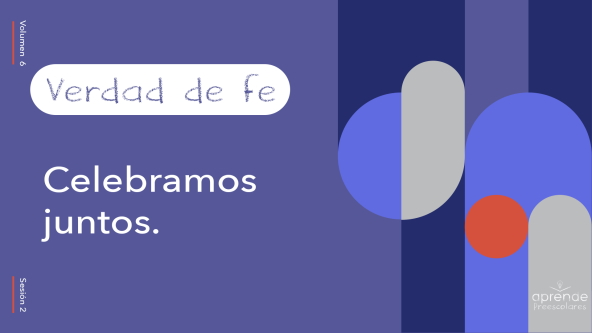 Volumen 6
Verdad de fe
Celebramos
juntos.
Sesión 2
aprende
Preescolares